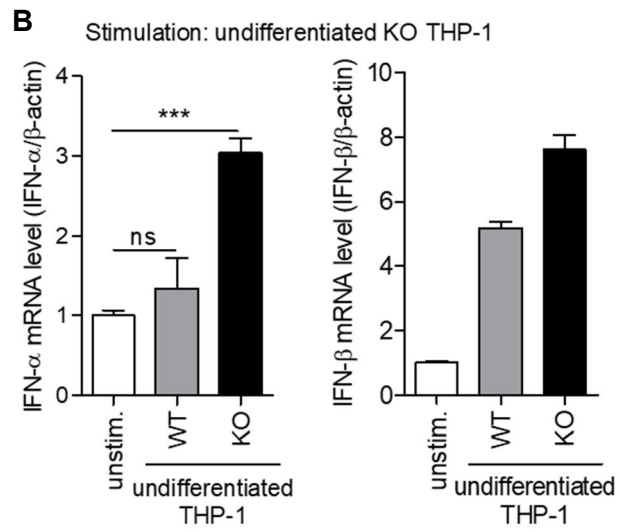 B
Stimulation: undifferentiated KO THP-1
IFN-α mRNA level (IFN-α/β-actin)
4
3
2
1
0
***
ns
unstim.
WT
KO
undifferentiated
THP-1
IFN-β mRNA level (IFN-β/β-actin)
10
8
6
4
2
0
unstim.
WT
KO
undifferentiated
THP-1